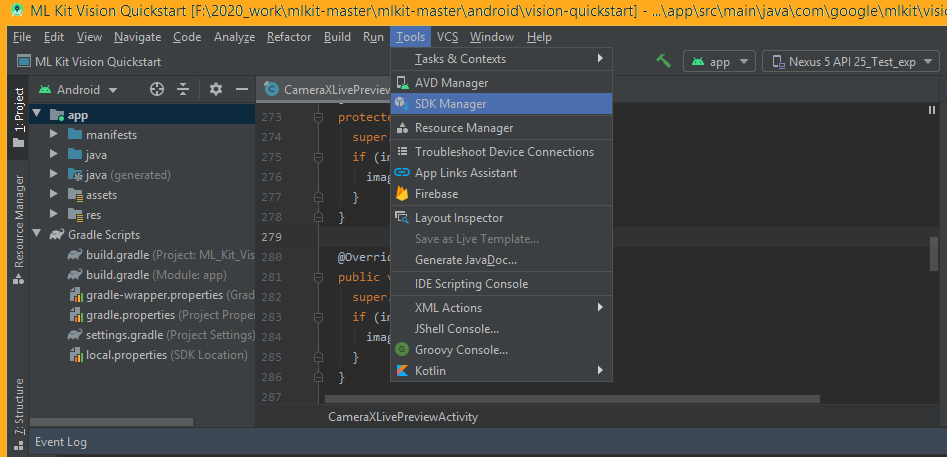 ML Kit Vision Quickstart [F:\2020_work\mlkit-master\mlkit-master\android\vision-quickstart] - ...\app\src\main\java\com\google\mlkit\visi
File Edit View Navigate Code Analyze Refactor Build Run Tools VCS Window Help
ML Kit Vision Quickstart
app
Nexus 5 API 25_Test_exp
Tasks & Contexts
AVD Manager
SDK Manager
Resource Manager
Troubleshoot Device Connections
App Links Assistant
Firebase
Layout Inspector
Save as Live Template...
Generate JavaDoc...
IDE Scripting Console
XML Actions
JShell Console...
Groovy Console...
Kotlin
1: Project
Resource Manager
7: Structure
Android
app
manifests
java
java (generated)
assets
res
Gradle Scripts
build.gradle (Project: ML_Kit_Vis
build.gradle (Module: app)
gradle-wrapper.properties (Grad
gradle.properties (Project Proper
settings.gradle (Project Settings)
local.properties (SDK Location)
CameraXLivePreview
273 protecte
274 super.
275 if (in
276 imag
277 }
278 }
279
280 @Overrid
281 public v
282 super.
283 if (in
284 imag
285 }
286 }
287
CameraXLivePreviewActivity
Event Log